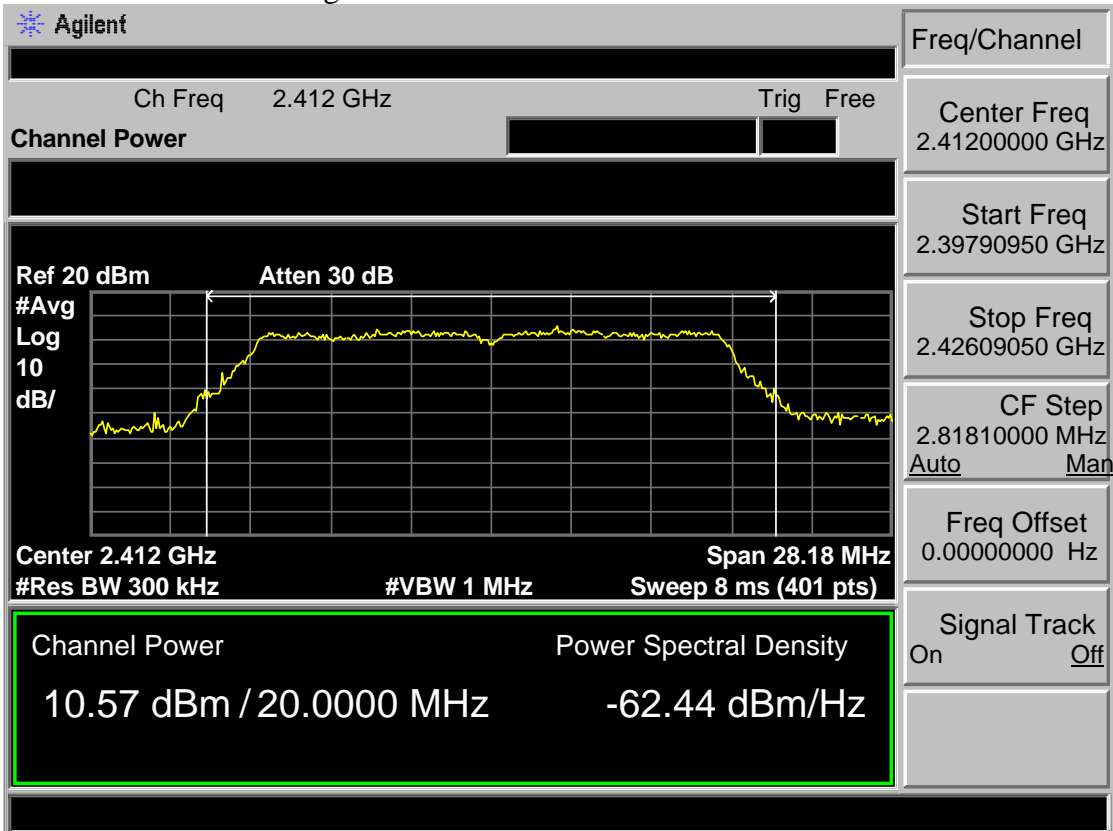 Agilent
Freq/Channel
Ch Freq 2.412 GHz Trig Free
Channel Power
Center Freq
2.41200000 GHz
Start Freq
2.39790950 GHz
Stop Freq
2.42609050 GHz
CF Step
2.81810000 MHz
Auto Man
Freq Offset
0.00000000 Hz
Signal Track
On Off
Ref 20 dBm Atten 30 dB
#Avg
Log
10
dB/
Center 2.412 GHz Span 28.18 MHz
#Res BW 300 kHz #VBW 1 MHz Sweep 8 ms (401 pts)
Channel Power Power Spectral Density
10.57 dBm / 20.0000 MHz -62.44 dBm/Hz